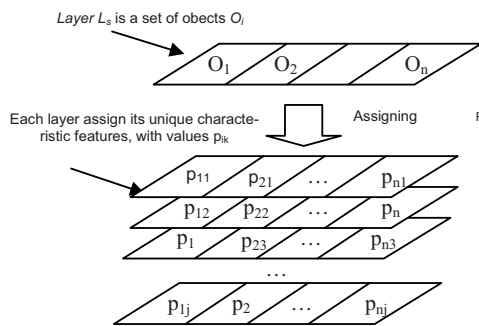 Layer Ls is a set of obects Oi
O1 O2 On
Each layer assign its unique characte-
ristic features, with values pik
Assigning
p11 p21 … pn1
p12 p22 … pn
p1 p23 … pn3
…
p1j p2 … pnj